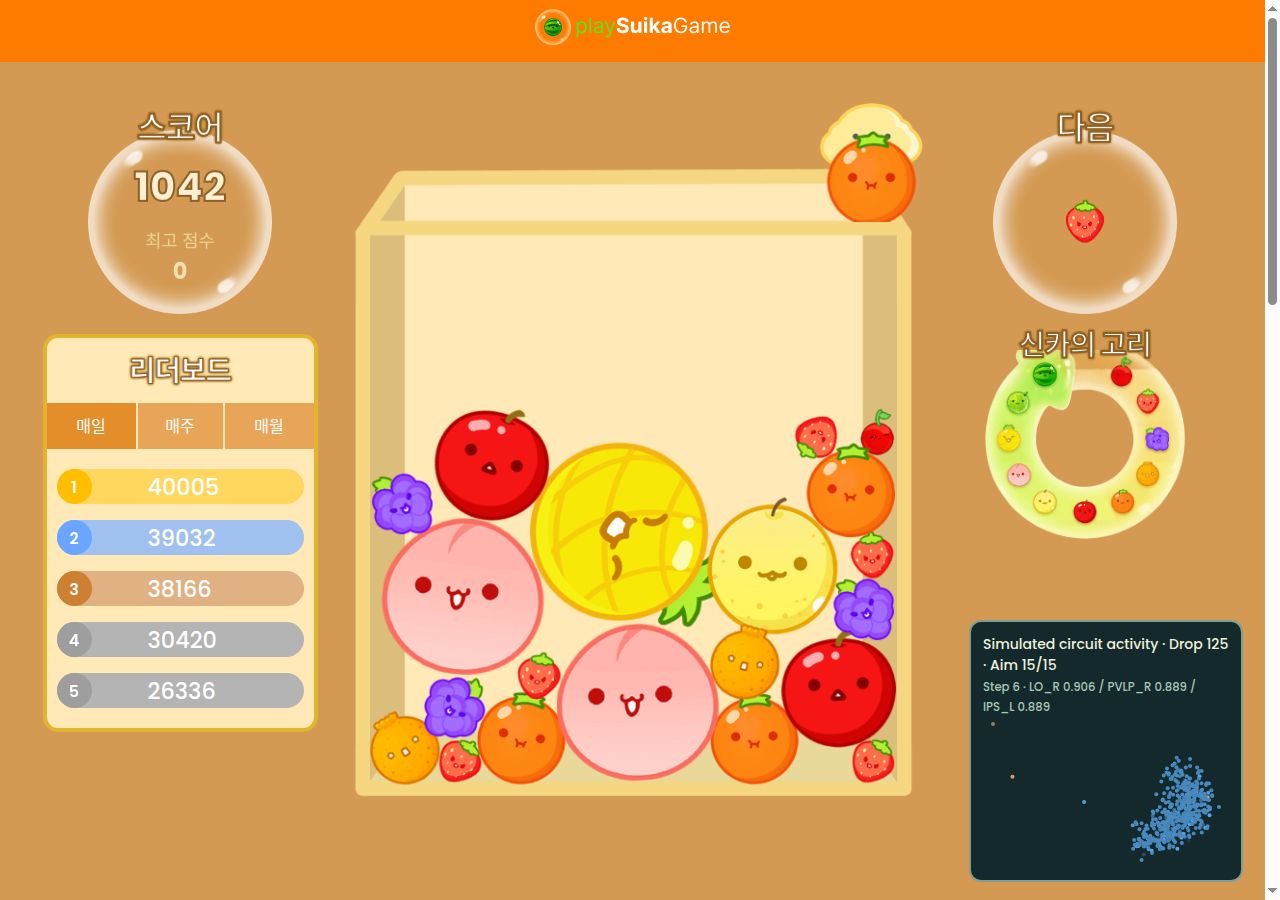 playSuikaGame
스코어
1042
최고 점수
0
리더보드
매일 매주 매월
1 40005
2 39032
3 38166
4 30420
5 26336
다음
신카의 고리
Simulated circuit activity · Drop 125
· Aim 15/15
Step 6 · LO_R 0.906 / PVLP_R 0.889 /
IPS_L 0.889